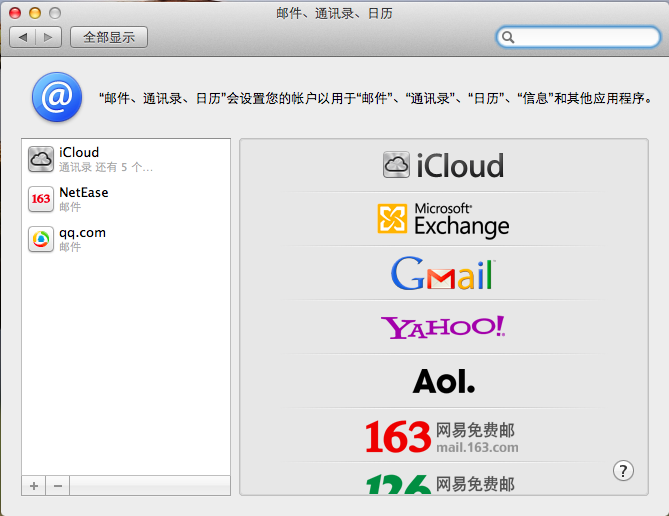 邮件、通讯录、日历
全部显示
@
“邮件、通讯录、日历”会设置您的帐户以用于“邮件”、“通讯录”、“日历”、“信息”和其他应用程序。
iCloud
通讯录 还有 5 个…
163
NetEase
邮件
qq.com
邮件
iCloud
Microsoft®
Exchange
Gmail™
YAHOO!®
Aol.
163 网易免费邮
mail.163.com
126 网易免费邮
?
+ −